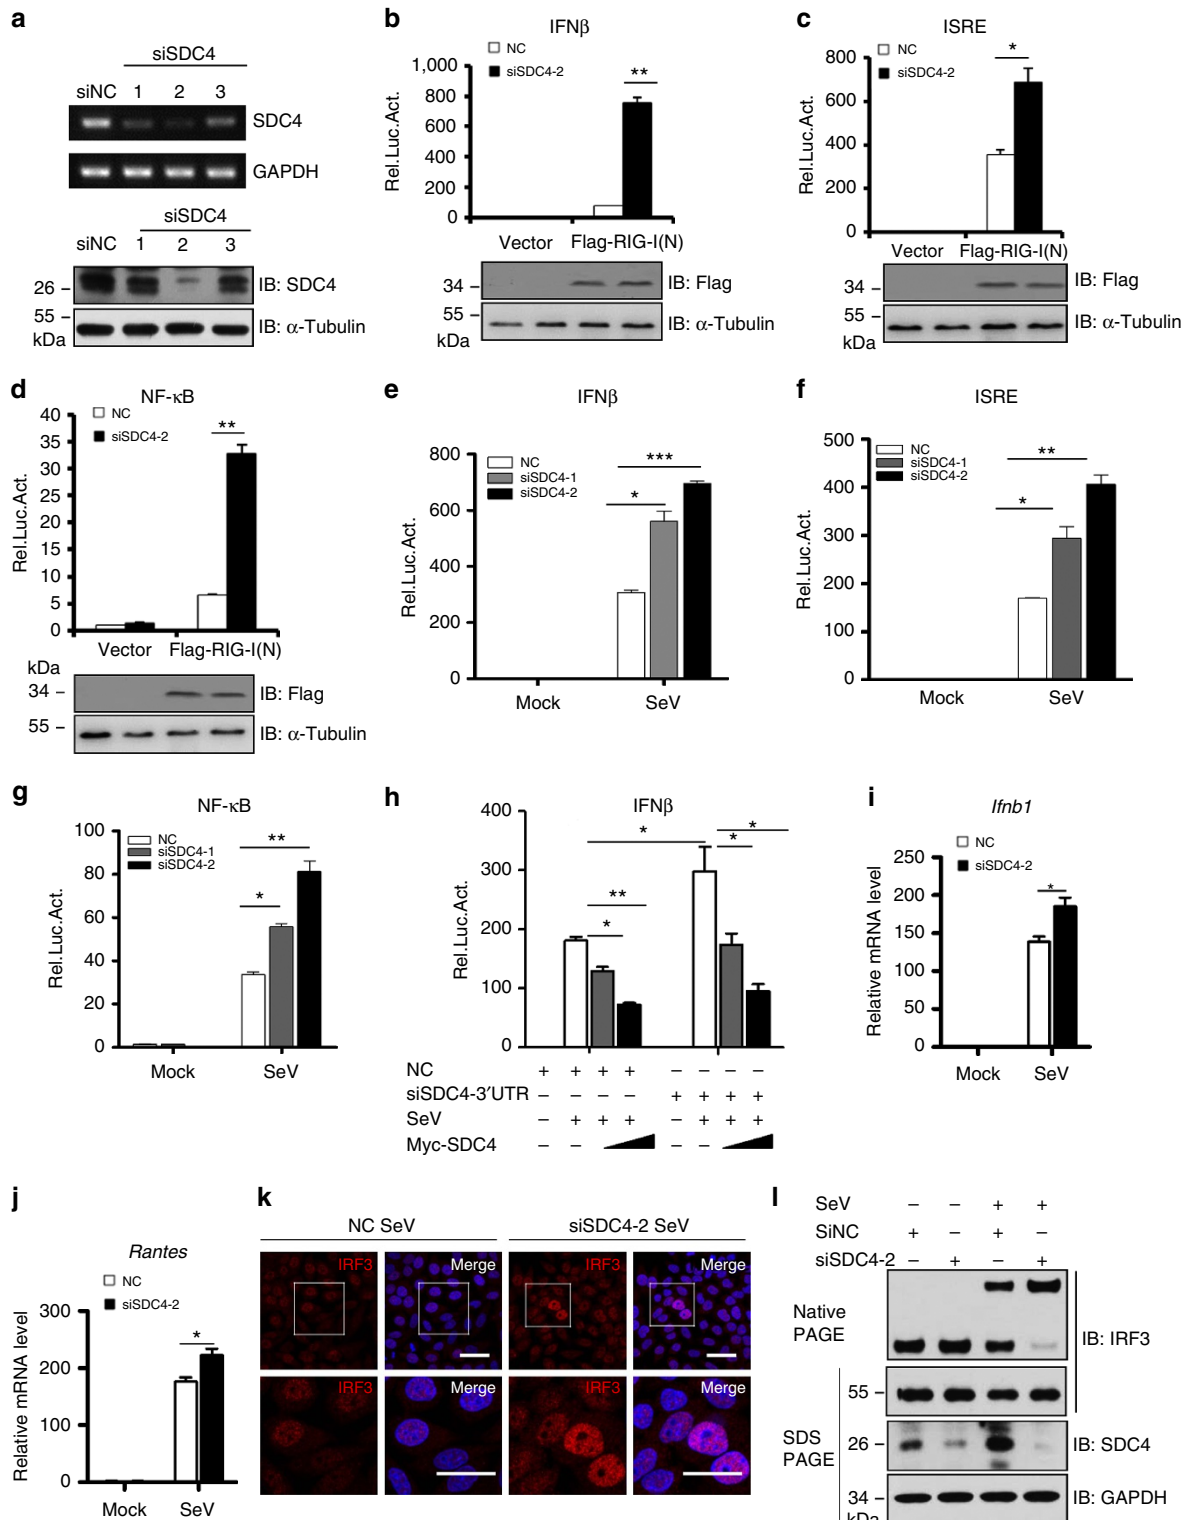 a
siSDC4
siNC 1 2 3
SDC4
GAPDH
siSDC4
siNC 1 2 3
26 – IB: SDC4
55 – IB: α-Tubulin
kDa
b
IFNβ
NC
siSDC4-2
**
Rel.Luc.Act.
1,000
800
600
400
200
0
Vector Flag-RIG-I(N)
34 – IB: Flag
55 – IB: α-Tubulin
kDa
c
ISRE
NC
siSDC4-2
*
Rel.Luc.Act.
800
600
400
200
0
Vector Flag-RIG-I(N)
34 – IB: Flag
55 – IB: α-Tubulin
kDa
d
NF-κB
NC
siSDC4-2
**
Rel.Luc.Act.
40
35
30
25
20
15
10
5
0
Vector Flag-RIG-I(N)
kDa
34 – IB: Flag
55 – IB: α-Tubulin
e
IFNβ
NC
siSDC4-1
siSDC4-2
***
*
Rel.Luc.Act.
800
600
400
200
0
Mock SeV
f
ISRE
NC
siSDC4-1
siSDC4-2
**
*
Rel.Luc.Act.
500
400
300
200
100
0
Mock SeV
g
NF-κB
NC
siSDC4-1
siSDC4-2
**
*
Rel.Luc.Act.
100
80
60
40
20
0
Mock SeV
h
IFNβ
*
*
*
**
*
Rel.Luc.Act.
400
300
200
100
0
NC + + + + – – – –
siSDC4-3′UTR – – – – + + + +
SeV – + + + – + + +
Myc-SDC4 – – – –
i
Ifnb1
NC
siSDC4-2
*
Relative mRNA level
250
200
150
100
50
0
Mock SeV
j
Rantes
NC
siSDC4-2
*
Relative mRNA level
300
200
100
0
Mock SeV
k
NC SeV siSDC4-2 SeV
IRF3 Merge IRF3 Merge
IRF3 Merge IRF3 Merge
l
SeV – – + +
SiNC + – + –
siSDC4-2 – + – +
Native PAGE
IB: IRF3
55 –
SDS PAGE
26 – IB: SDC4
34 – IB: GAPDH
kDa